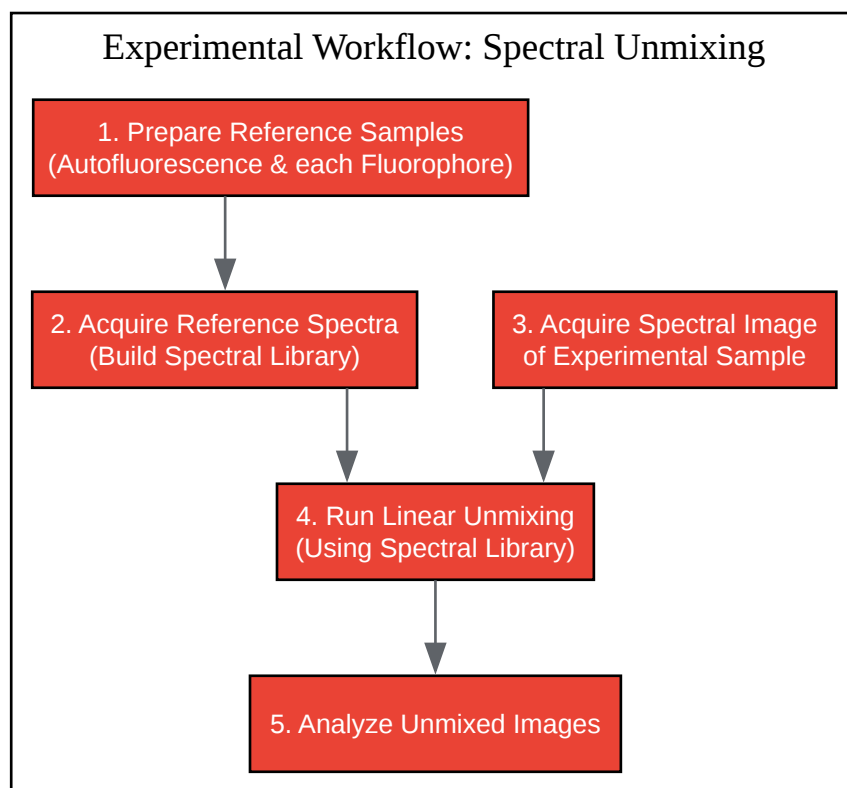 Experimental Workflow: Spectral Unmixing
1. Prepare Reference Samples
(Autofluorescence & each Fluorophore)
2. Acquire Reference Spectra
(Build Spectral Library)
3. Acquire Spectral Image
of Experimental Sample
4. Run Linear Unmixing
(Using Spectral Library)
5. Analyze Unmixed Images